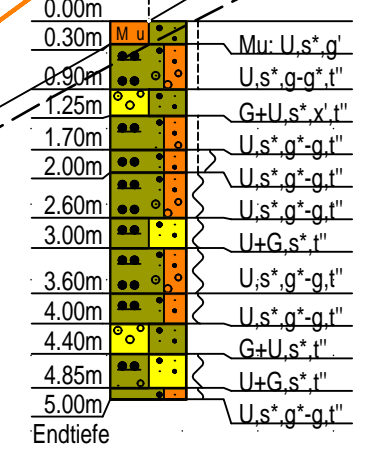 0.00m
0.30m Mu Mu: U,s*,g'
0.90m U,s*,g-g*,t''
1.25m G+U,s*,x',t''
1.70m U,s*,g*-g,t''
2.00m U,s*,g*-g,t''
2.60m U,s*,g*-g,t''
3.00m U+G,s*,t''
3.60m U,s*,g*-g,t''
4.00m U,s*,g*-g,t''
4.40m G+U,s*,t''
4.85m U+G,s*,t''
5.00m U,s*,g*-g,t''
Endtiefe